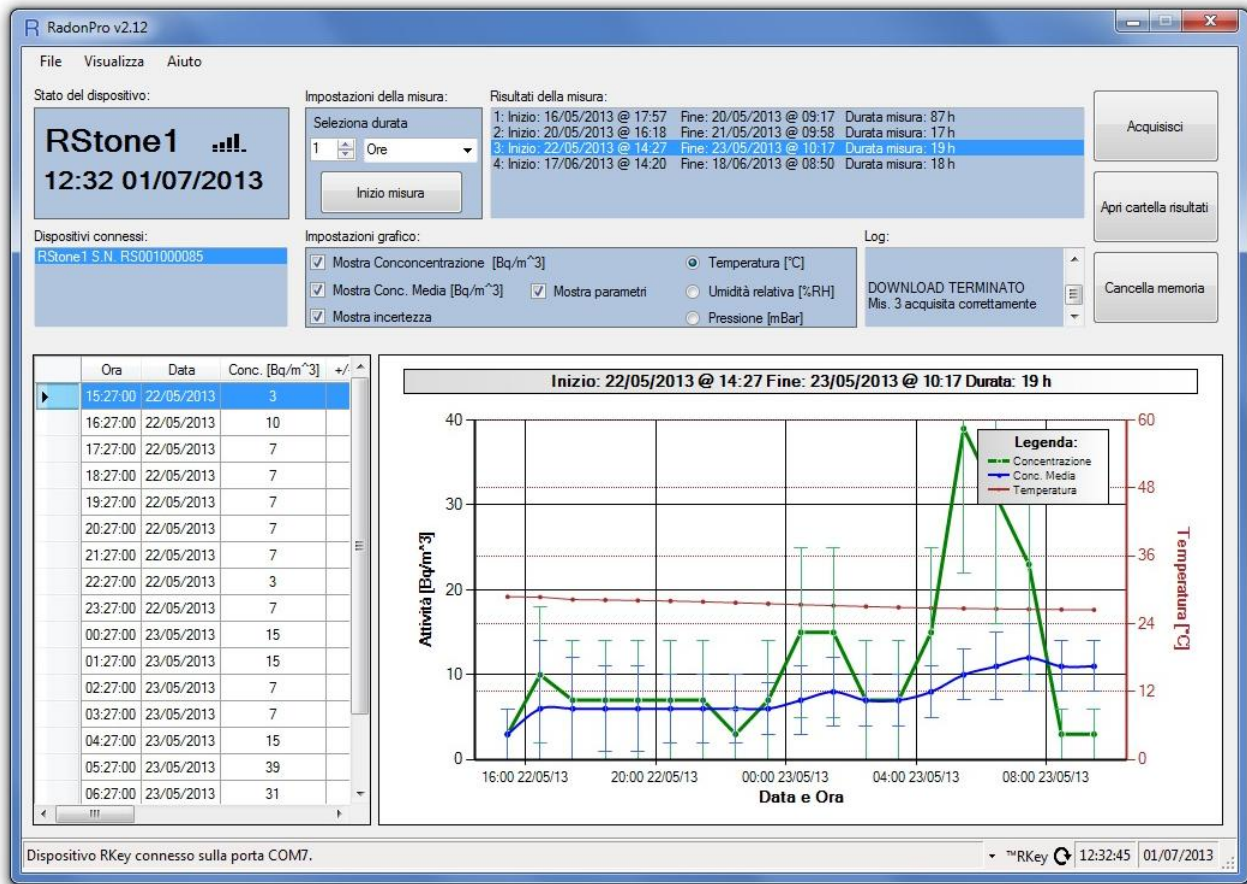 RadonPro v2.12
File Visualizza Aiuto
Stato del dispositivo:
RStone1
12:32 01/07/2013
Impostazioni della misura:
Seleziona durata
1 Ore
Inizio misura
Risultati della misura:
1: Inizio: 16/05/2013 @ 17:57 Fine: 20/05/2013 @ 09:17 Durata misura: 87 h
2: Inizio: 20/05/2013 @ 16:18 Fine: 21/05/2013 @ 09:58 Durata misura: 17 h
3: Inizio: 22/05/2013 @ 14:27 Fine: 23/05/2013 @ 10:17 Durata misura: 19 h
4: Inizio: 17/06/2013 @ 14:20 Fine: 18/06/2013 @ 08:50 Durata misura: 18 h
Acquisisci
Apri cartella risultati
Cancella memoria
Dispositivi connessi:
RStone1 S.N. RS001000085
Impostazioni grafico:
Mostra Conconcentrazione [Bq/m^3]
Mostra Conc. Media [Bq/m^3]
Mostra incertezza
Mostra parametri
Temperatura [°C]
Umidità relativa [%RH]
Pressione [mBar]
Log:
DOWNLOAD TERMINATO
Mis. 3 acquisita correttamente
Ora Data Conc. [Bq/m^3] +/-
15:27:00 22/05/2013 3
16:27:00 22/05/2013 10
17:27:00 22/05/2013 7
18:27:00 22/05/2013 7
19:27:00 22/05/2013 7
20:27:00 22/05/2013 7
21:27:00 22/05/2013 7
22:27:00 22/05/2013 3
23:27:00 22/05/2013 7
00:27:00 23/05/2013 15
01:27:00 23/05/2013 15
02:27:00 23/05/2013 7
03:27:00 23/05/2013 7
04:27:00 23/05/2013 15
05:27:00 23/05/2013 39
06:27:00 23/05/2013 31
Inizio: 22/05/2013 @ 14:27 Fine: 23/05/2013 @ 10:17 Durata: 19 h
Attività [Bq/m^3]
40
30
20
10
0
Legenda:
Concentrazione
Conc. Media
Temperatura
60
48
36
24
12
0
Temperatura [°C]
16:00 22/05/13 20:00 22/05/13 00:00 23/05/13 04:00 23/05/13 08:00 23/05/13
Data e Ora
Dispositivo RKey connesso sulla porta COM7.
™RKey 12:32:45 01/07/2013